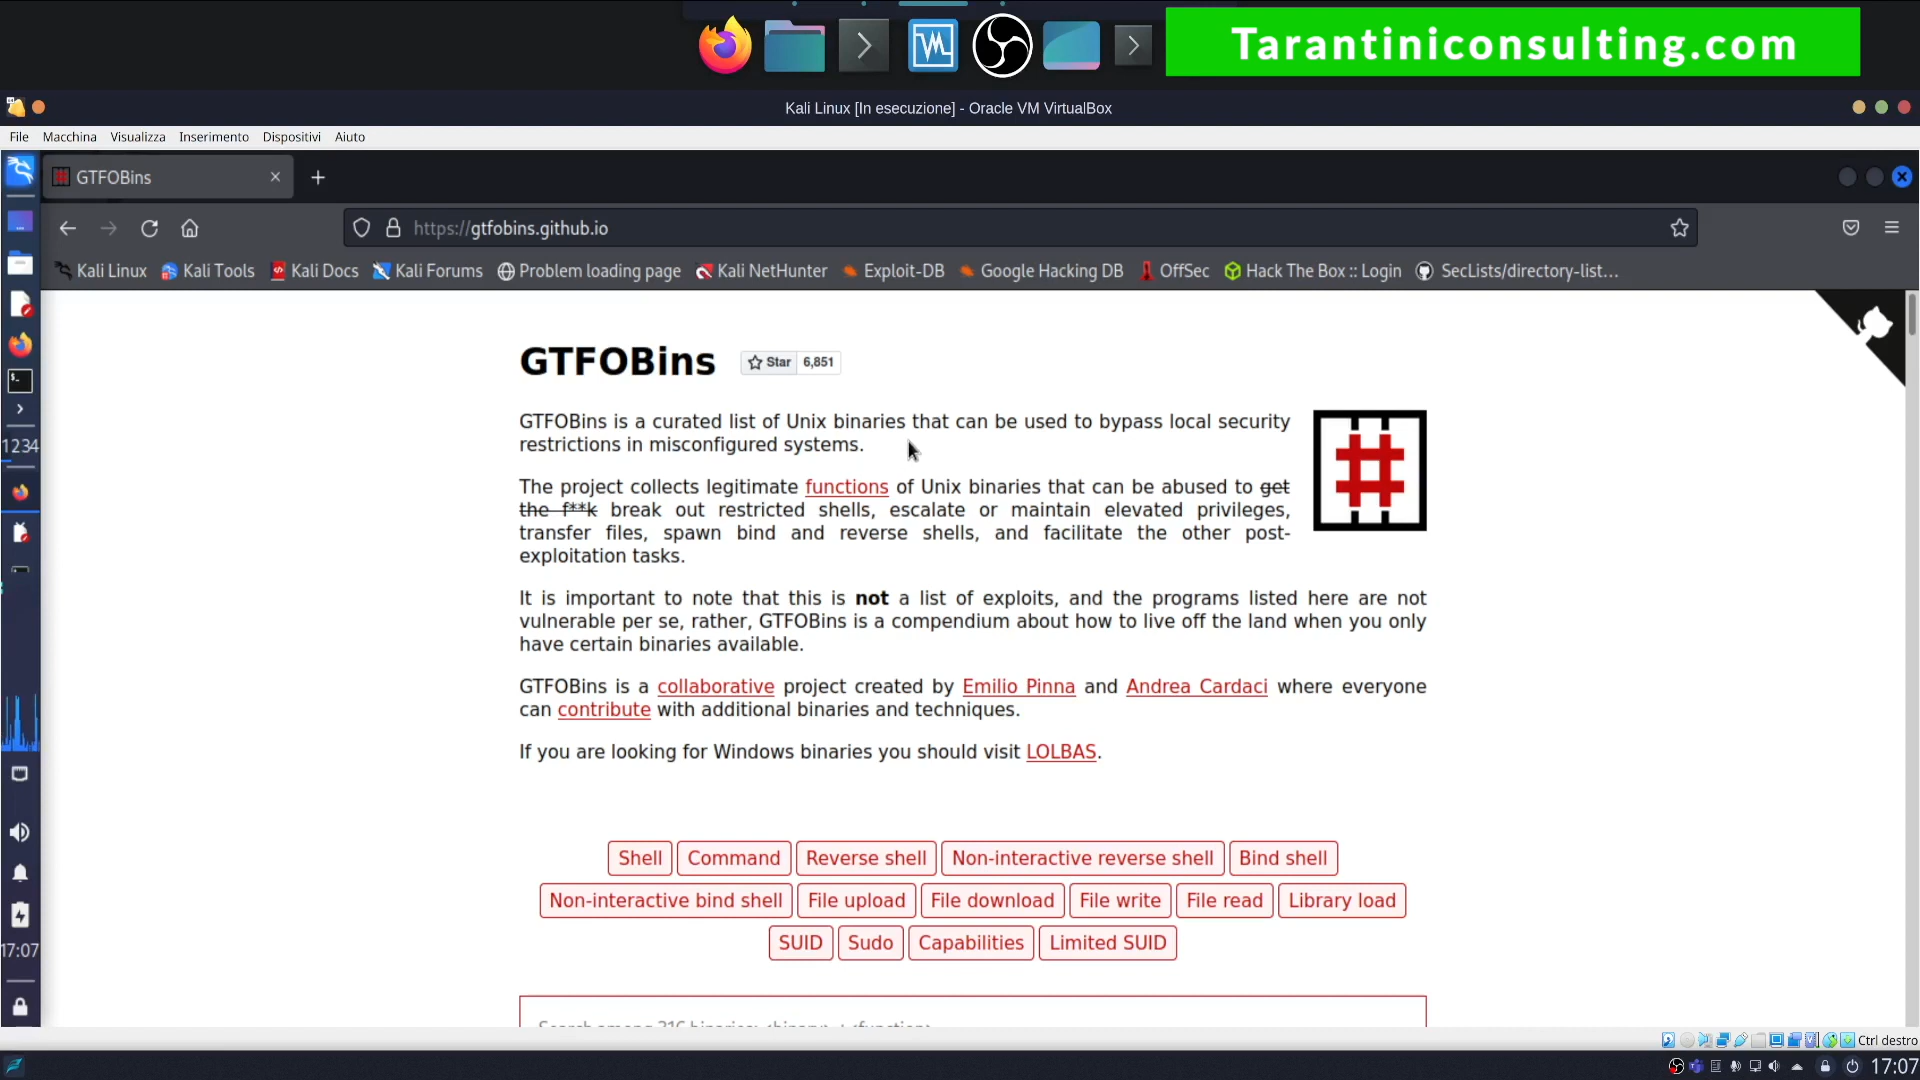 Tarantiniconsulting.com
Kali Linux [In esecuzione] - Oracle VM VirtualBox
File Macchina Visualizza Inserimento Dispositivi Aiuto
GTFOBins
https://gtfobins.github.io
Kali Linux Kali Tools Kali Docs Kali Forums Problem loading page Kali NetHunter Exploit-DB Google Hacking DB OffSec Hack The Box :: Login SecLists/directory-list...
GTFOBins Star 6,851
GTFOBins is a curated list of Unix binaries that can be used to bypass local security
restrictions in misconfigured systems.
The project collects legitimate functions of Unix binaries that can be abused to get
the f**k break out restricted shells, escalate or maintain elevated privileges,
transfer files, spawn bind and reverse shells, and facilitate the other post-
exploitation tasks.
It is important to note that this is not a list of exploits, and the programs listed here are not
vulnerable per se, rather, GTFOBins is a compendium about how to live off the land when you only
have certain binaries available.
GTFOBins is a collaborative project created by Emilio Pinna and Andrea Cardaci where everyone
can contribute with additional binaries and techniques.
If you are looking for Windows binaries you should visit LOLBAS.
Shell Command Reverse shell Non-interactive reverse shell Bind shell
Non-interactive bind shell File upload File download File write File read Library load
SUID Sudo Capabilities Limited SUID
Search among 316 binaries: <binary> +<function>
1234
17:07
Ctrl destro
17:07